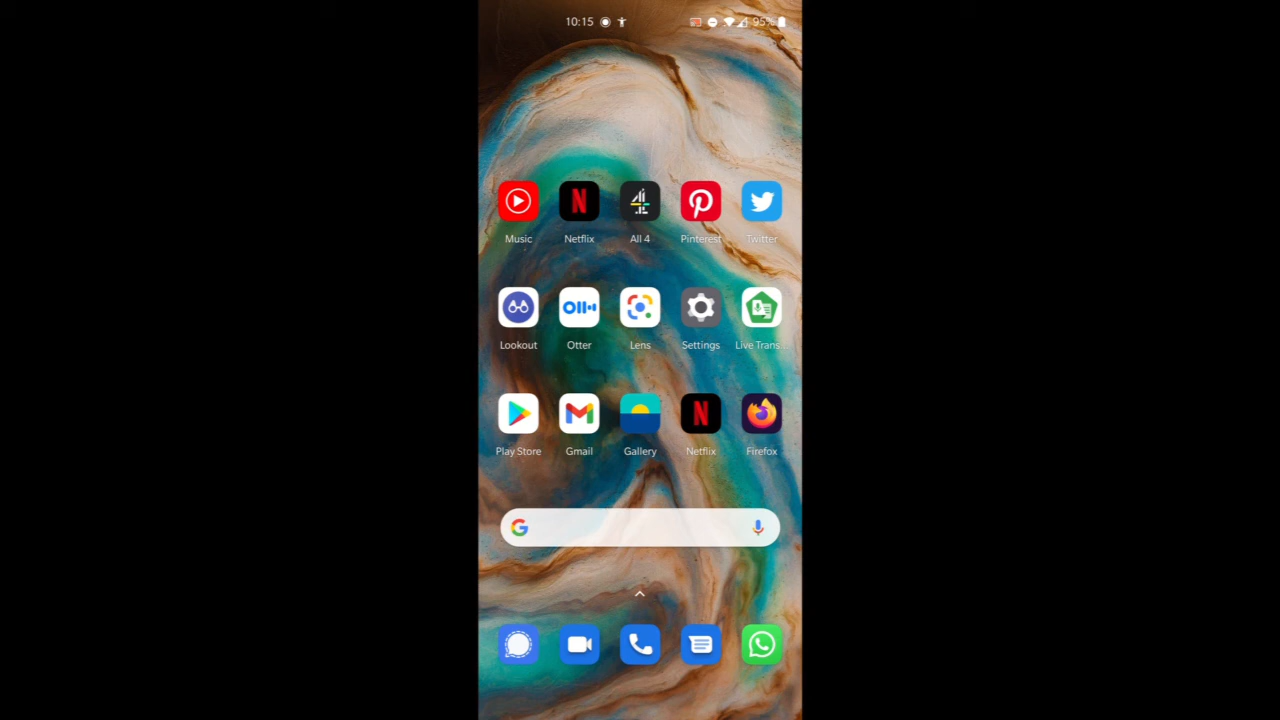 10:15 95%
Music Netflix All 4 Pinterest Twitter
Lookout Otter Lens Settings Live Trans
Play Store Gmail Gallery Netflix Firefox